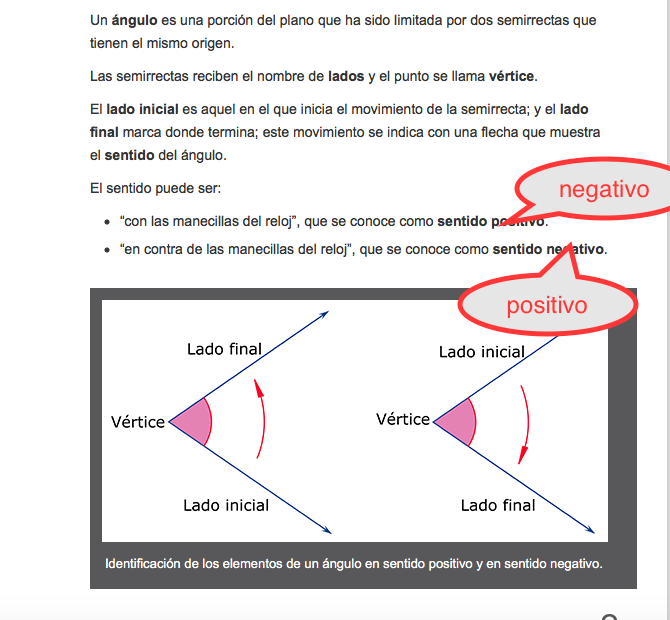 Un ángulo es una porción del plano que ha sido limitada por dos semirrectas que
tienen el mismo origen.
Las semirrectas reciben el nombre de lados y el punto se llama vértice.
El lado inicial es aquel en el que inicia el movimiento de la semirrecta; y el lado
final marca donde termina; este movimiento se indica con una flecha que muestra
el sentido del ángulo.
El sentido puede ser:
negativo
• “con las manecillas del reloj”, que se conoce como sentido positivo.
• “en contra de las manecillas del reloj”, que se conoce como sentido negativo.
positivo
Lado final
Lado inicial
Vértice
Vértice
Lado inicial
Lado final
Identificación de los elementos de un ángulo en sentido positivo y en sentido negativo.